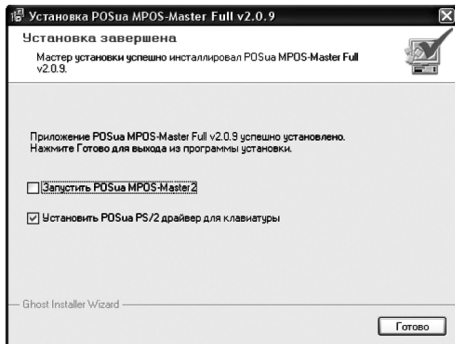 Установка POSua MPOS-Master Full v2.0.9
Установка завершена
Мастер установки успешно инсталлировал POSua MPOS-Master Full
v2.0.9.
Приложение POSua MPOS-Master Full v2.0.9 успешно установлено.
Нажмите Готово для выхода из программы установки.
Запустить POSua MPOS-Master2
Установить POSua PS/2 драйвер для клавиатуры
Ghost Installer Wizard
Готово